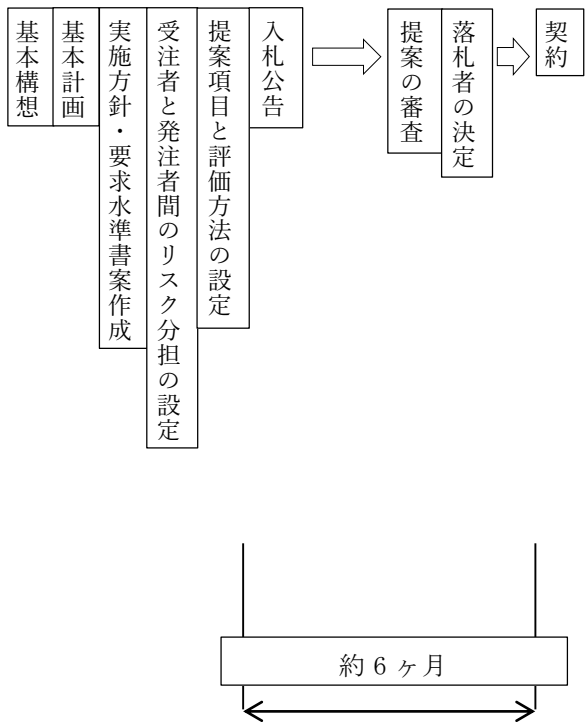 基本構想
基本計画
実施方針・要求水準書案作成
受注者と発注者間のリスク分担の設定
提案項目と評価方法の設定
入札公告
提案の審査
落札者の決定
契約
約6ヶ月